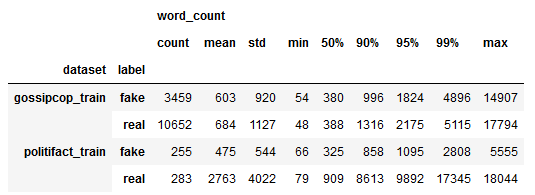 word_count
count mean std min 50% 90% 95% 99% max
dataset label
gossipcop_train fake 3459 603 920 54 380 996 1824 4896 14907
real 10652 684 1127 48 388 1316 2175 5115 17794
politifact_train fake 255 475 544 66 325 858 1095 2808 5555
real 283 2763 4022 79 909 8613 9892 17345 18044